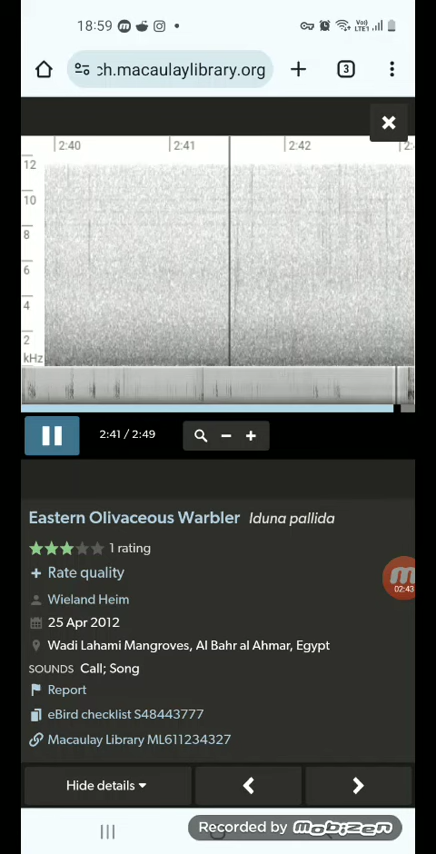 18:59
Vo) LTE1
ch.macaulaylibrary.org
3
2:40 2:41 2:42 2:
12
10
8
6
4
2
kHz
2:41 / 2:49
Eastern Olivaceous Warbler Iduna pallida
1 rating
+ Rate quality
Wieland Heim
02:43
25 Apr 2012
Wadi Lahami Mangroves, Al Bahr al Ahmar, Egypt
SOUNDS Call; Song
Report
eBird checklist S48443777
Macaulay Library ML611234327
Hide details
Recorded by mobizen